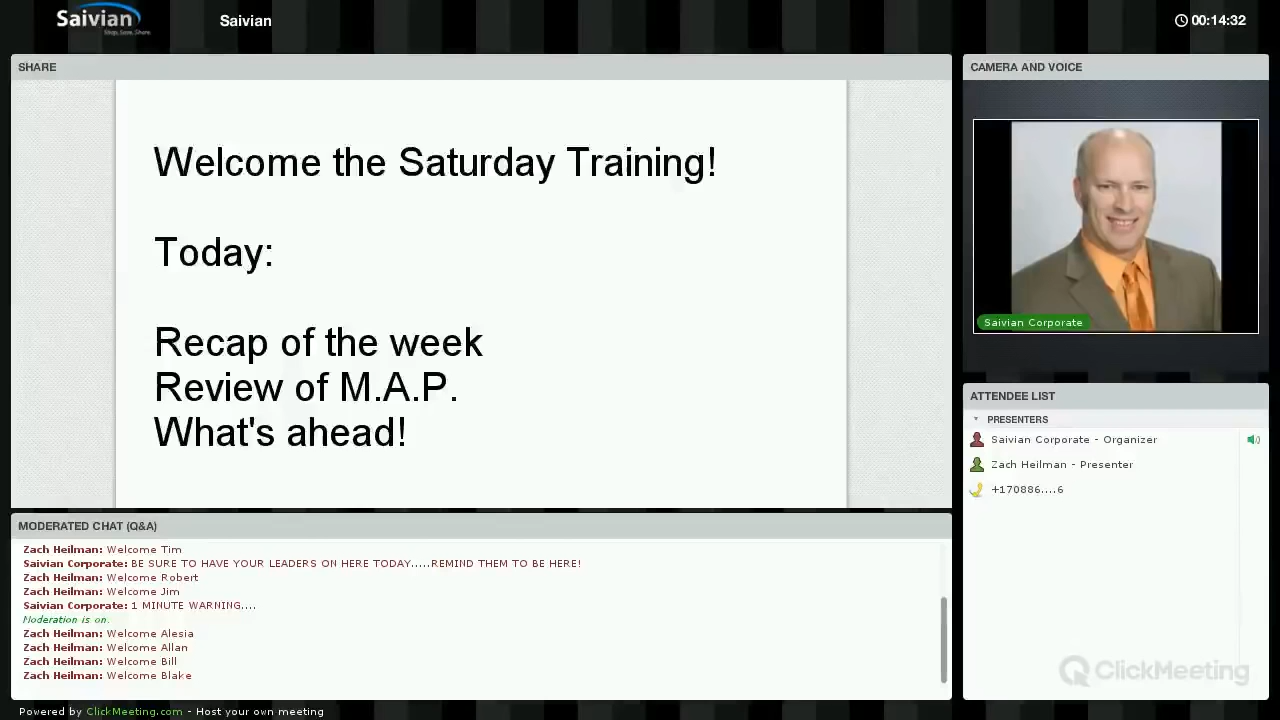 Saivian
Shop. Save. Share.
Saivian
00:14:32
SHARE
Welcome the Saturday Training!
Today:
Recap of the week
Review of M.A.P.
What's ahead!
CAMERA AND VOICE
Saivian Corporate
ATTENDEE LIST
PRESENTERS
Saivian Corporate - Organizer
Zach Heilman - Presenter
+170886....6
MODERATED CHAT (Q&A)
Zach Heilman: Welcome Tim
Saivian Corporate: BE SURE TO HAVE YOUR LEADERS ON HERE TODAY.....REMIND THEM TO BE HERE!
Zach Heilman: Welcome Robert
Zach Heilman: Welcome Jim
Saivian Corporate: 1 MINUTE WARNING....
Moderation is on.
Zach Heilman: Welcome Alesia
Zach Heilman: Welcome Allan
Zach Heilman: Welcome Bill
Zach Heilman: Welcome Blake
ClickMeeting
Powered by ClickMeeting.com - Host your own meeting